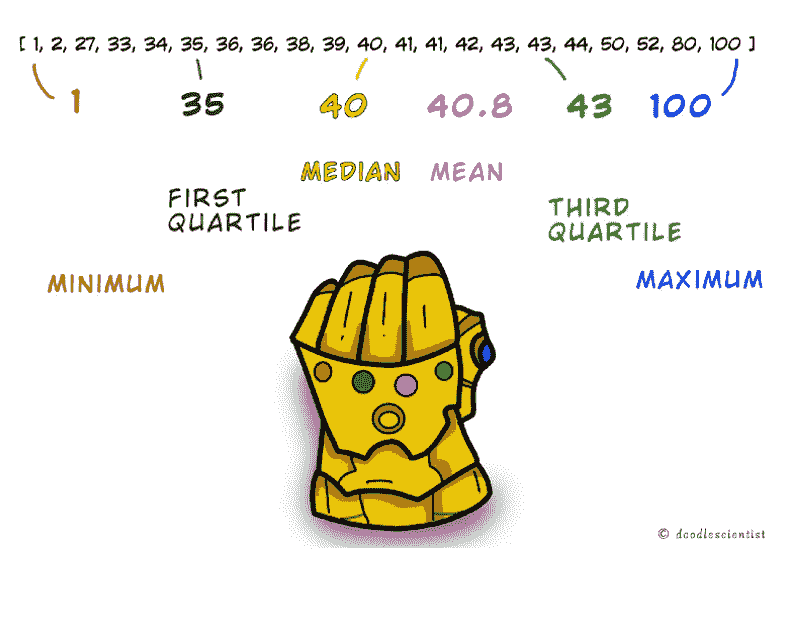 [ 1, 2, 27, 33, 34, 35, 36, 36, 38, 39, 40, 41, 41, 42, 43, 43, 44, 50, 52, 80, 100 ]
1 35 40 40.8 43 100
MEDIAN MEAN
FIRST
QUARTILE
THIRD
QUARTILE
MINIMUM
MAXIMUM
© doodlescientist